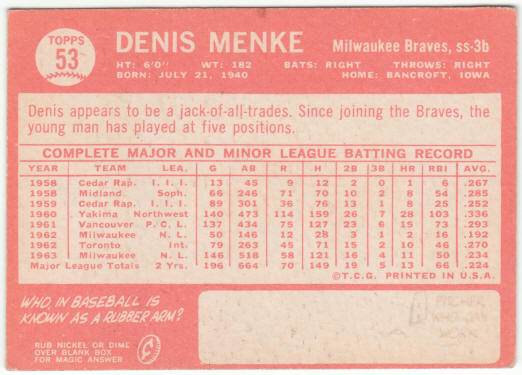 TOPPS
53
DENIS MENKE Milwaukee Braves, ss-3b
HT: 6'0" WT: 182 BATS: RIGHT THROWS: RIGHT
BORN: JULY 21, 1940 HOME: BANCROFT, IOWA
Denis appears to be a jack-of-all-trades. Since joining the Braves, the
young man has played at five positions.
COMPLETE MAJOR AND MINOR LEAGUE BATTING RECORD
YEAR TEAM LEA. G AB R H 2B 3B HR RBI AVG.
1958 Cedar Rap. I. I. I. 13 45 9 12 2 0 1 6 .267
1958 Midland Soph. 66 246 71 70 10 2 8 54 .285
1959 Cedar Rap. I. I. I. 89 301 36 76 13 1 8 25 .252
1960 Yakima Northwest 140 473 114 159 26 7 28 103 .336
1961 Vancouver P. C. L. 137 434 75 127 23 6 15 73 .293
1962 Milwaukee N. L. 50 146 12 28 3 1 2 16 .192
1962 Toronto Int. 79 263 45 71 15 2 10 46 .270
1963 Milwaukee N. L. 146 518 58 121 16 4 11 50 .234
Major League Totals 2 Yrs. 196 664 70 149 19 5 13 66 .224
©T.C.G. PRINTED IN U.S.A.
WHO, IN BASEBALL IS
KNOWN AS A RUBBER ARM?
RUB NICKEL OR DIME
OVER BLANK BOX
FOR MAGIC ANSWER
A PITCHER
WHO CAN
WORK